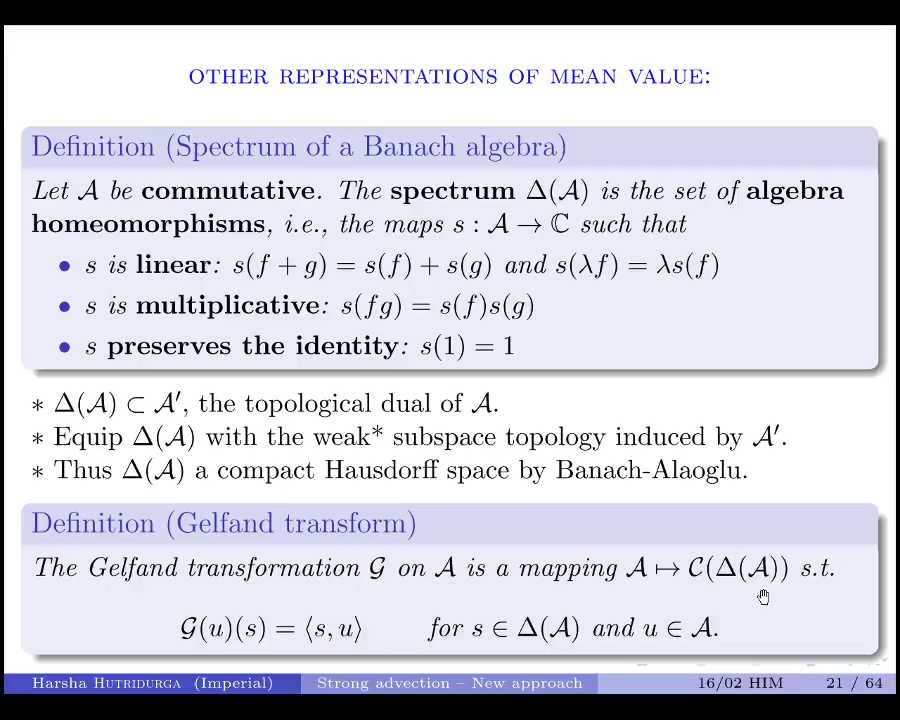 OTHER REPRESENTATIONS OF MEAN VALUE:
Definition (Spectrum of a Banach algebra)
Let 𝒜 be commutative. The spectrum Δ(𝒜) is the set of algebra
homeomorphisms, i.e., the maps s : 𝒜 → ℂ such that
• s is linear: s(f + g) = s(f) + s(g) and s(λf) = λs(f)
• s is multiplicative: s(fg) = s(f)s(g)
• s preserves the identity: s(1) = 1
∗ Δ(𝒜) ⊂ 𝒜′, the topological dual of 𝒜.
∗ Equip Δ(𝒜) with the weak* subspace topology induced by 𝒜′.
∗ Thus Δ(𝒜) a compact Hausdorff space by Banach-Alaoglu.
Definition (Gelfand transform)
The Gelfand transformation 𝒢 on 𝒜 is a mapping 𝒜 ↦ 𝒞(Δ(𝒜)) s.t.
𝒢(u)(s) = ⟨s, u⟩ for s ∈ Δ(𝒜) and u ∈ 𝒜.
Harsha HUTRIDURGA (Imperial) Strong advection – New approach 16/02 HIM 21 / 64